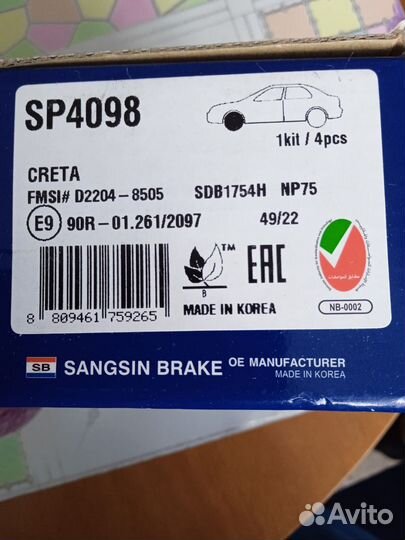 SP4098
1kit / 4pcs
CRETA
FMSI# D2204-8505 SDB1754H NP75
E9 90R-01.261/2097 49/22
TM
B
EAC
MADE IN KOREA
NB-0002
8 809461 759265
SB SANGSIN BRAKE OE MANUFACTURER
MADE IN KOREA
Avito